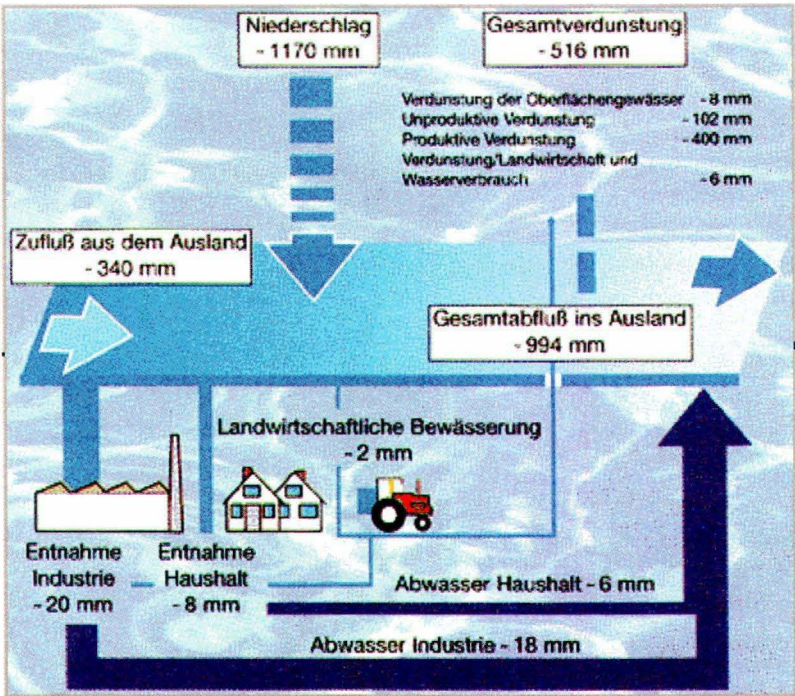 Niederschlag
- 1170 mm
Gesamtverdunstung
- 516 mm
Verdunstung der Oberflächengewässer - 8 mm
Unproduktive Verdunstung - 102 mm
Produktive Verdunstung - 400 mm
Verdunstung/Landwirtschaft und
Wasserverbrauch - 6 mm
Zufluß aus dem Ausland
- 340 mm
Gesamtabfluß ins Ausland
- 994 mm
Landwirtschaftliche Bewässerung
- 2 mm
Entnahme
Industrie
- 20 mm
Entnahme
Haushalt
- 8 mm
Abwasser Haushalt - 6 mm
Abwasser Industrie - 18 mm